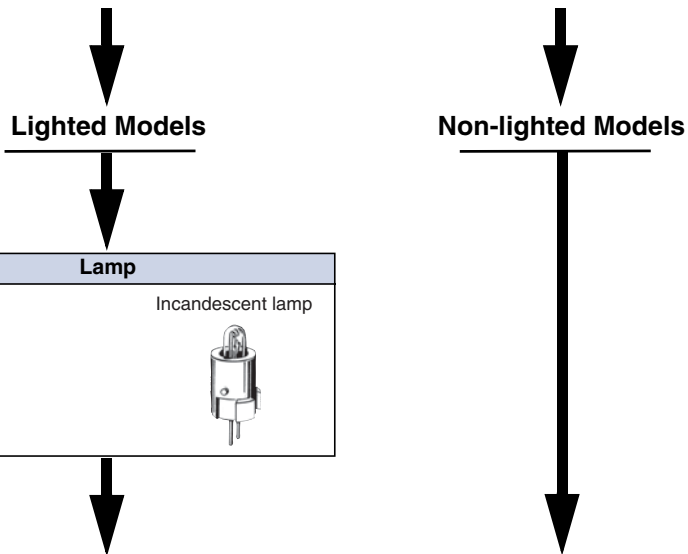 Lighted Models
Non-lighted Models
Lamp
Incandescent lamp